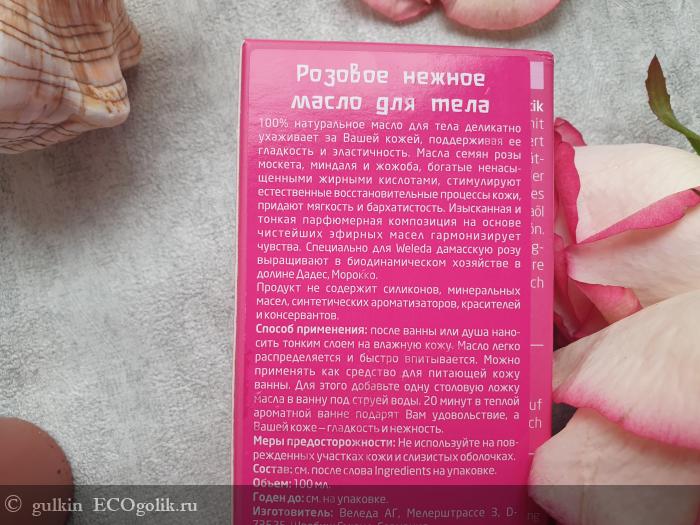 Розовое нежное
масло для тела
100% натуральное масло для тела деликатно
ухаживает за Вашей кожей, поддерживая ее
гладкость и эластичность. Масла семян розы
москета, миндаля и жожоба, богатые ненасы-
щенными жирными кислотами, стимулируют
естественные восстановительные процессы кожи,
придают мягкость и бархатистость. Изысканная и
тонкая парфюмерная композиция на основе
чистейших эфирных масел гармонизирует
чувства. Специально для Weleda дамасскую розу
выращивают в биодинамическом хозяйстве в
долине Дадес, Морокко.
Продукт не содержит силиконов, минеральных
масел, синтетических ароматизаторов, красителей
и консервантов.
Способ применения: после ванны или душа нано-
сить тонким слоем на влажную кожу. Масло легко
распределяется и быстро впитывается. Можно
применять как средство для питающей кожу
ванны. Для этого добавьте одну столовую ложку
масла в ванну под струей воды. 20 минут в теплой
ароматной ванне подарят Вам удовольствие, а
Вашей коже – гладкость и нежность.
Меры предосторожности: Не используйте на пов-
режденных участках кожи и слизистых оболочках.
Состав: см. после слова Ingredients на упаковке.
Объем: 100 мл.
Годен до: см. на упаковке.
Изготовитель: Веледа АГ, Мелерштрассе 3, D-
© gulkin ECOgolik.ru